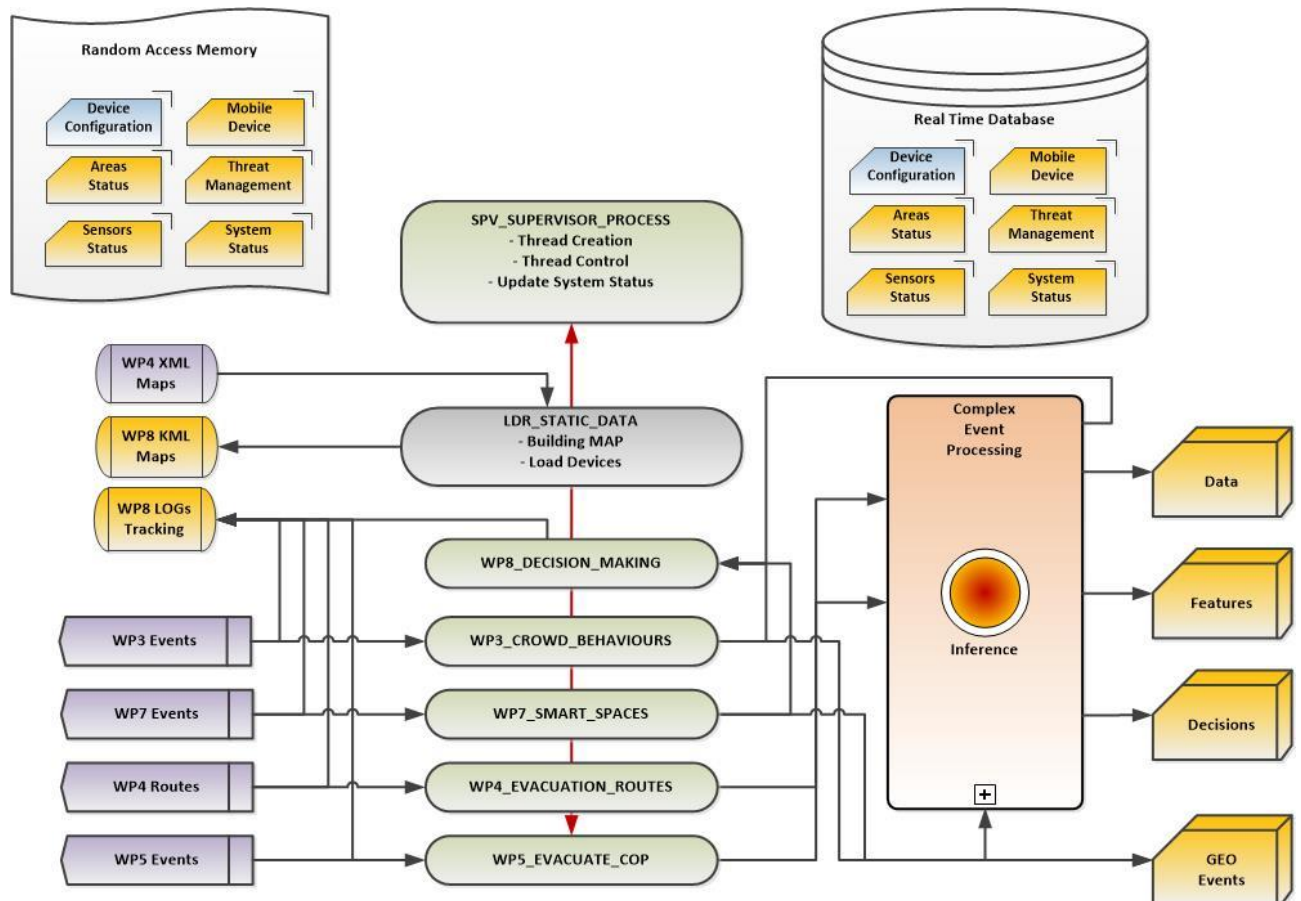 Random Access Memory
Device
Configuration
Mobile
Device
Areas
Status
Threat
Management
Sensors
Status
System
Status
Real Time Database
Device
Configuration
Mobile
Device
Areas
Status
Threat
Management
Sensors
Status
System
Status
SPV_SUPERVISOR_PROCESS
- Thread Creation
- Thread Control
- Update System Status
WP4 XML
Maps
WP8 KML
Maps
WP8 LOGs
Tracking
LDR_STATIC_DATA
- Building MAP
- Load Devices
WP8_DECISION_MAKING
WP3 Events
WP3_CROWD_BEHAVIOURS
WP7 Events
WP7_SMART_SPACES
WP4 Routes
WP4_EVACUATION_ROUTES
WP5 Events
WP5_EVACUATE_COP
Complex
Event
Processing
Inference
+
Data
Features
Decisions
GEO
Events